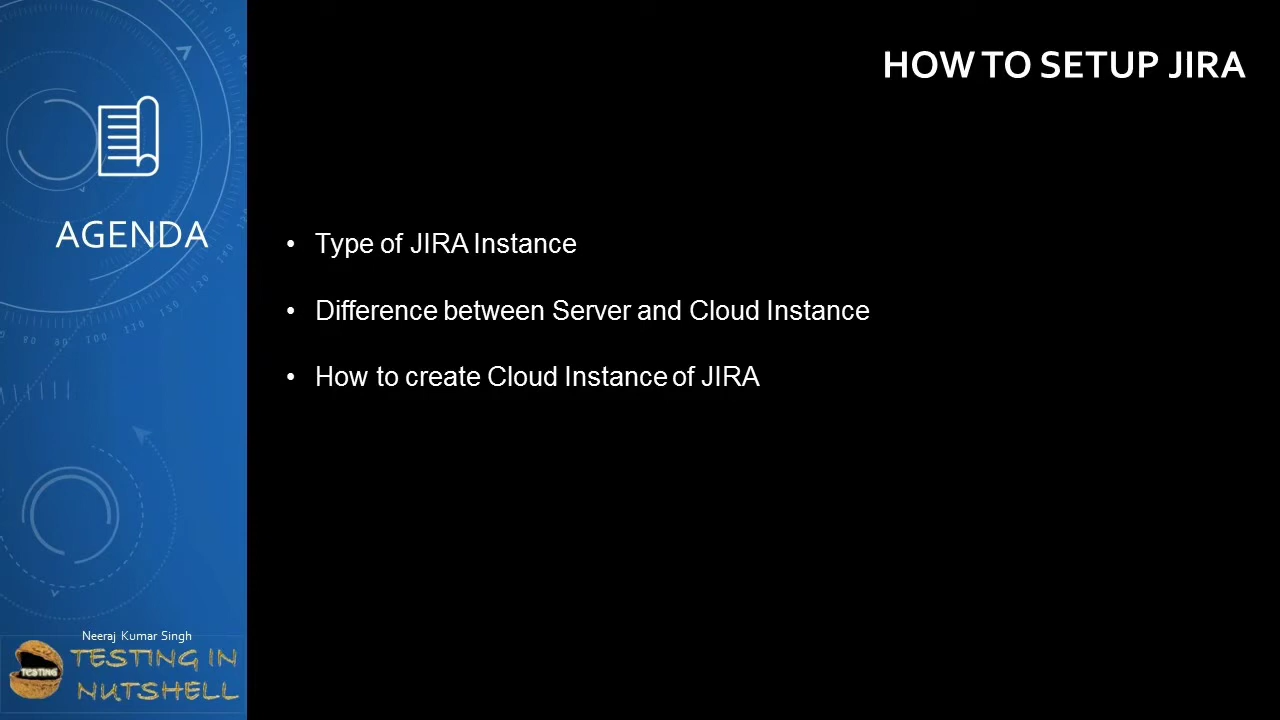 HOW TO SETUP JIRA
AGENDA
• Type of JIRA Instance
• Difference between Server and Cloud Instance
• How to create Cloud Instance of JIRA
Neeraj Kumar Singh
TESTING
TESTING IN
NUTSHELL